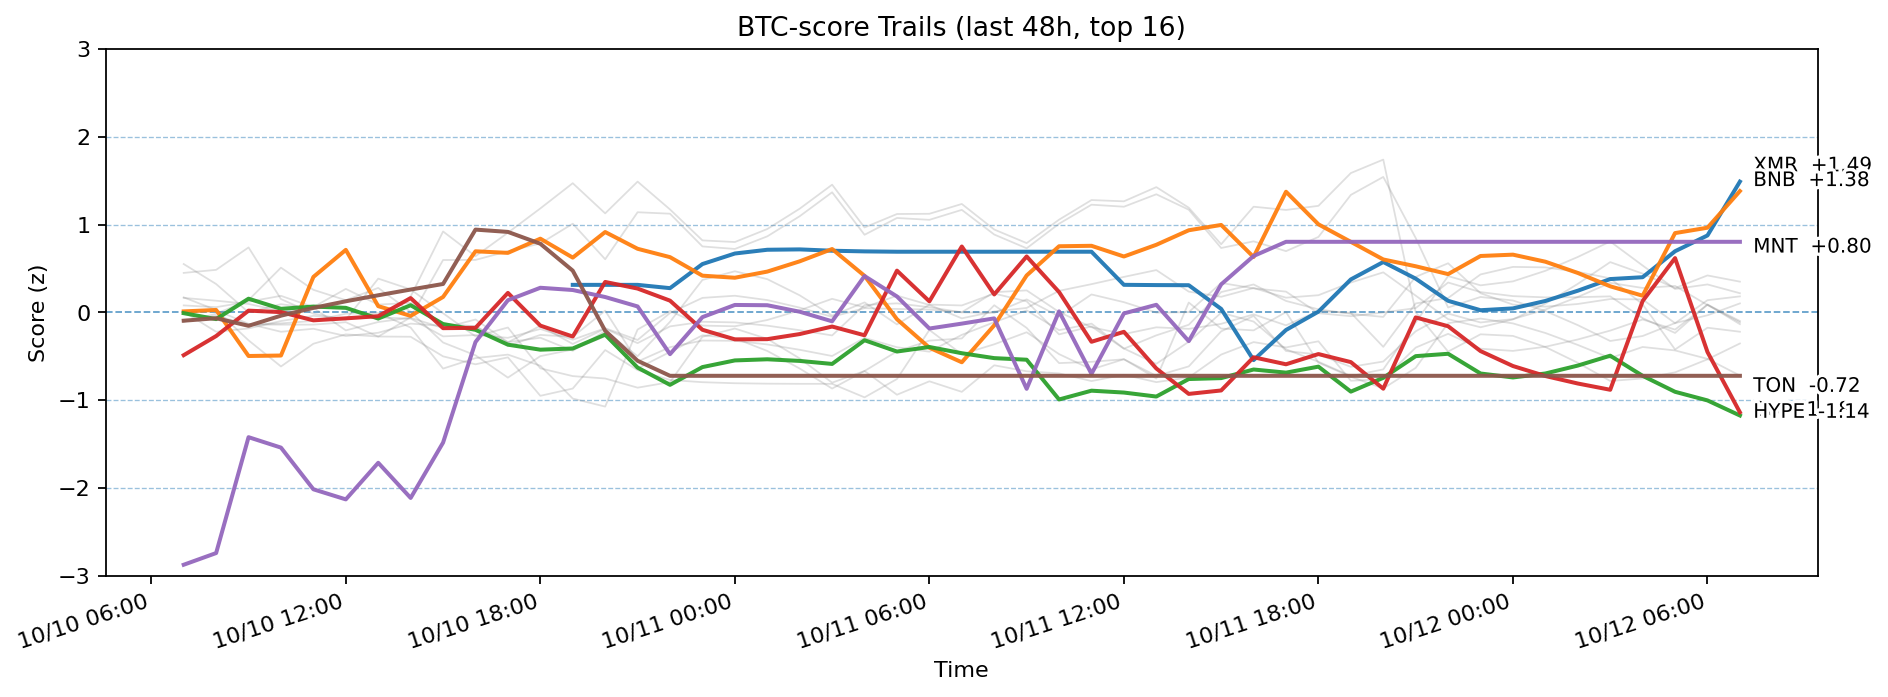 BTC-score Trails (last 48h, top 16)
3
2
1
0
−1
−2
−3
Score (z)
XMR +1.49
BNB +1.38
MNT +0.80
TON -0.72
HYPE -1.14
10/10 06:00
10/10 12:00
10/10 18:00
10/11 00:00
10/11 06:00
10/11 12:00
10/11 18:00
10/12 00:00
10/12 06:00
Time